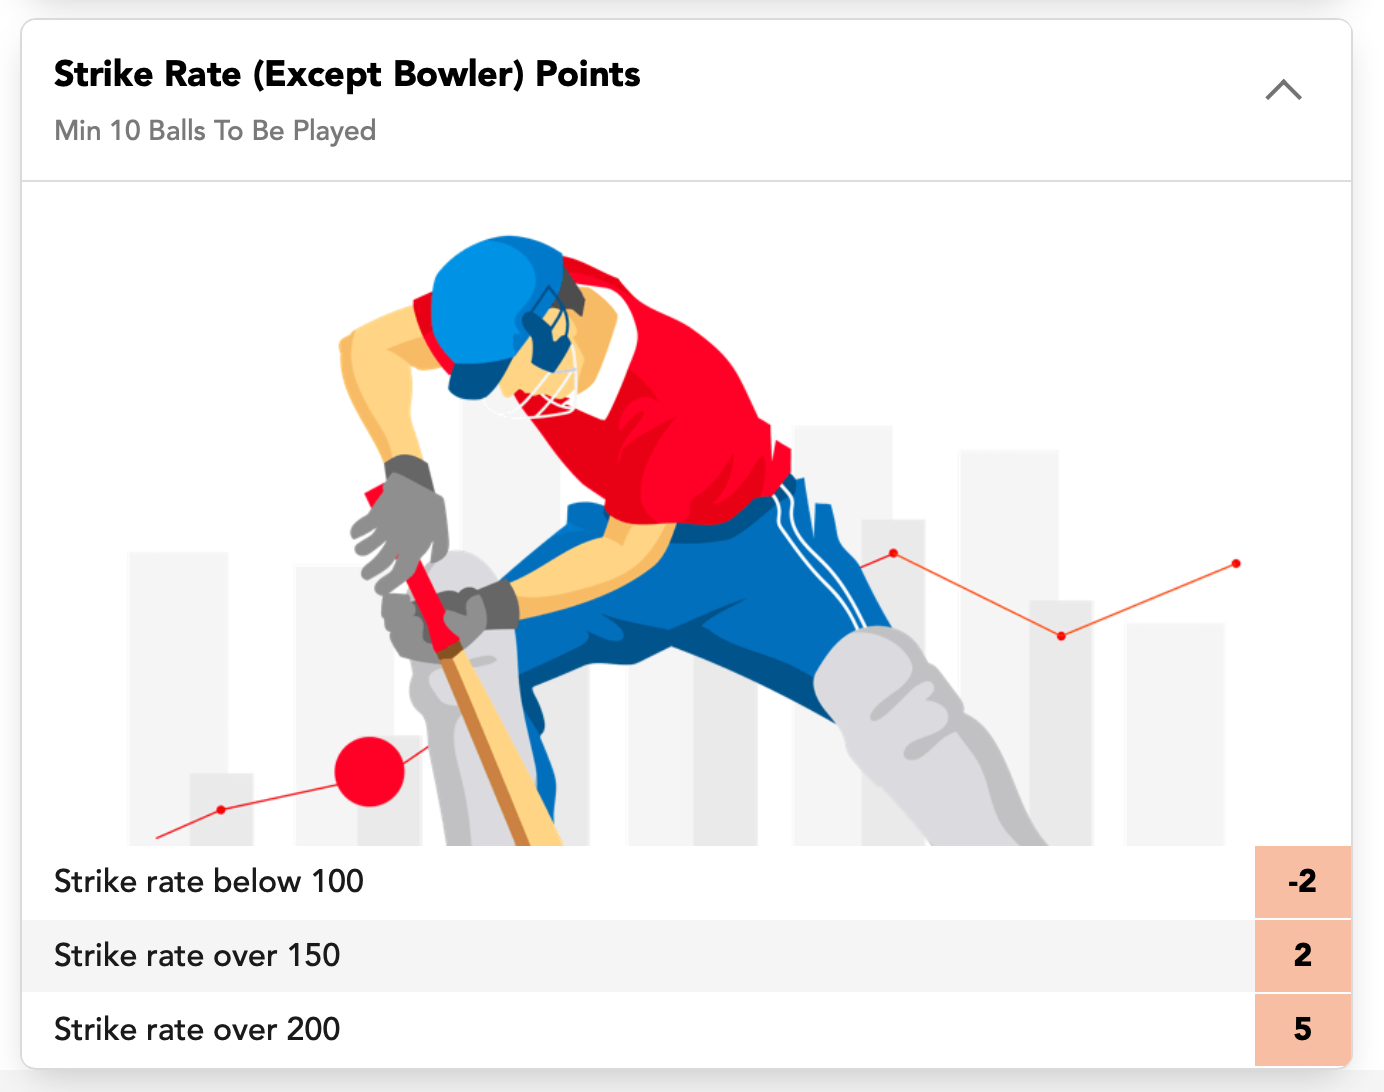 Strike Rate (Except Bowler) Points
Min 10 Balls To Be Played
Strike rate below 100 -2
Strike rate over 150 2
Strike rate over 200 5